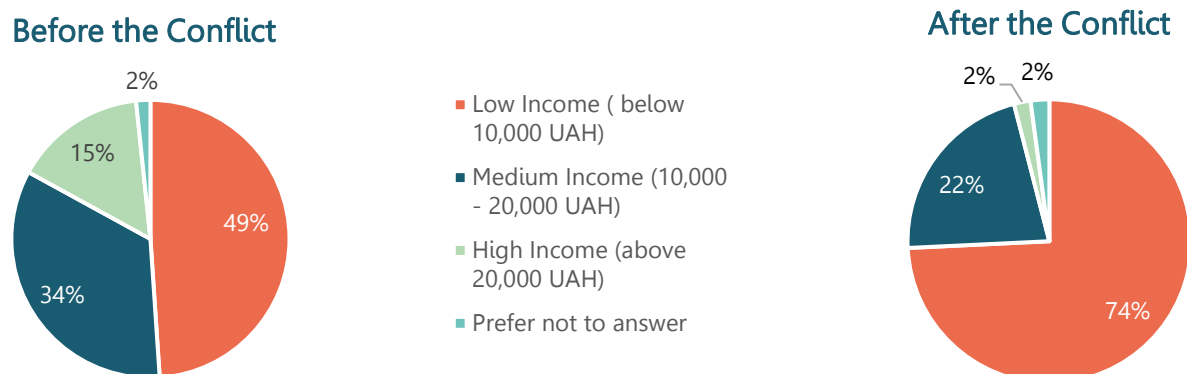 Before the Conflict
2%
15%
49%
34%
Low Income ( below
10,000 UAH)
Medium Income (10,000
- 20,000 UAH)
High Income (above
20,000 UAH)
Prefer not to answer
After the Conflict
2%
2%
22%
74%